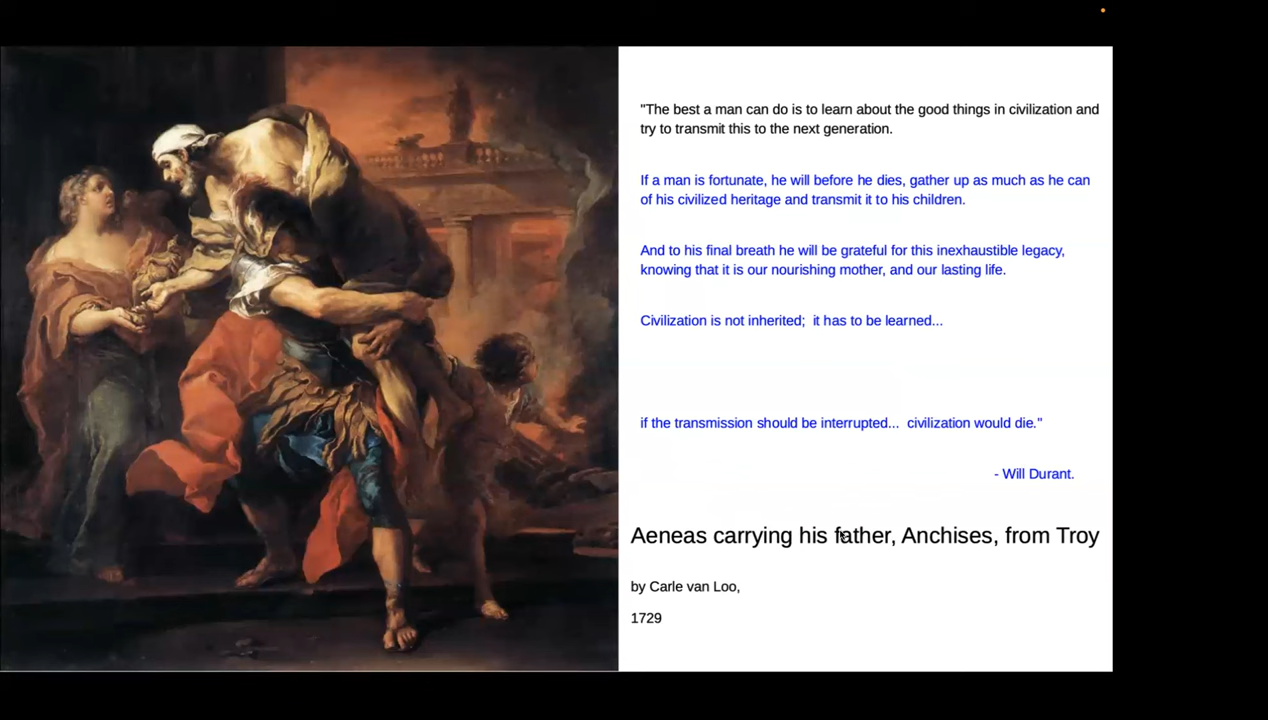 "The best a man can do is to learn about the good things in civilization and
try to transmit this to the next generation.
If a man is fortunate, he will before he dies, gather up as much as he can
of his civilized heritage and transmit it to his children.
And to his final breath he will be grateful for this inexhaustible legacy,
knowing that it is our nourishing mother, and our lasting life.
Civilization is not inherited;  it has to be learned...
if the transmission should be interrupted...  civilization would die."
- Will Durant.
Aeneas carrying his father, Anchises, from Troy
by Carle van Loo,
1729